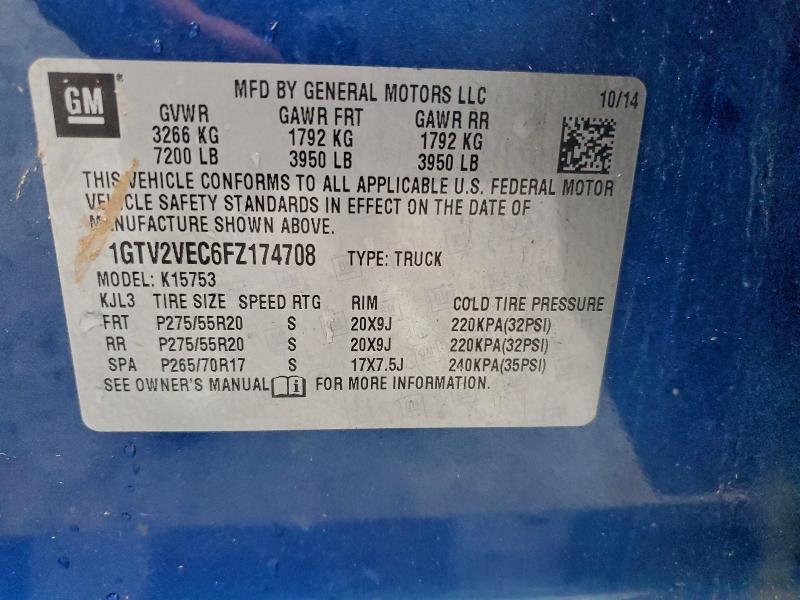 GM
MFD BY GENERAL MOTORS LLC 10/14
GVWR GAWR FRT GAWR RR
3266 KG 1792 KG 1792 KG
7200 LB 3950 LB 3950 LB
THIS VEHICLE CONFORMS TO ALL APPLICABLE U.S. FEDERAL MOTOR
VEHICLE SAFETY STANDARDS IN EFFECT ON THE DATE OF
MANUFACTURE SHOWN ABOVE.
1GTV2VEC6FZ174708 TYPE: TRUCK
MODEL: K15753
KJL3 TIRE SIZE SPEED RTG RIM COLD TIRE PRESSURE
FRT P275/55R20 S 20X9J 220KPA(32PSI)
RR P275/55R20 S 20X9J 220KPA(32PSI)
SPA P265/70R17 S 17X7.5J 240KPA(35PSI)
SEE OWNER'S MANUAL FOR MORE INFORMATION.